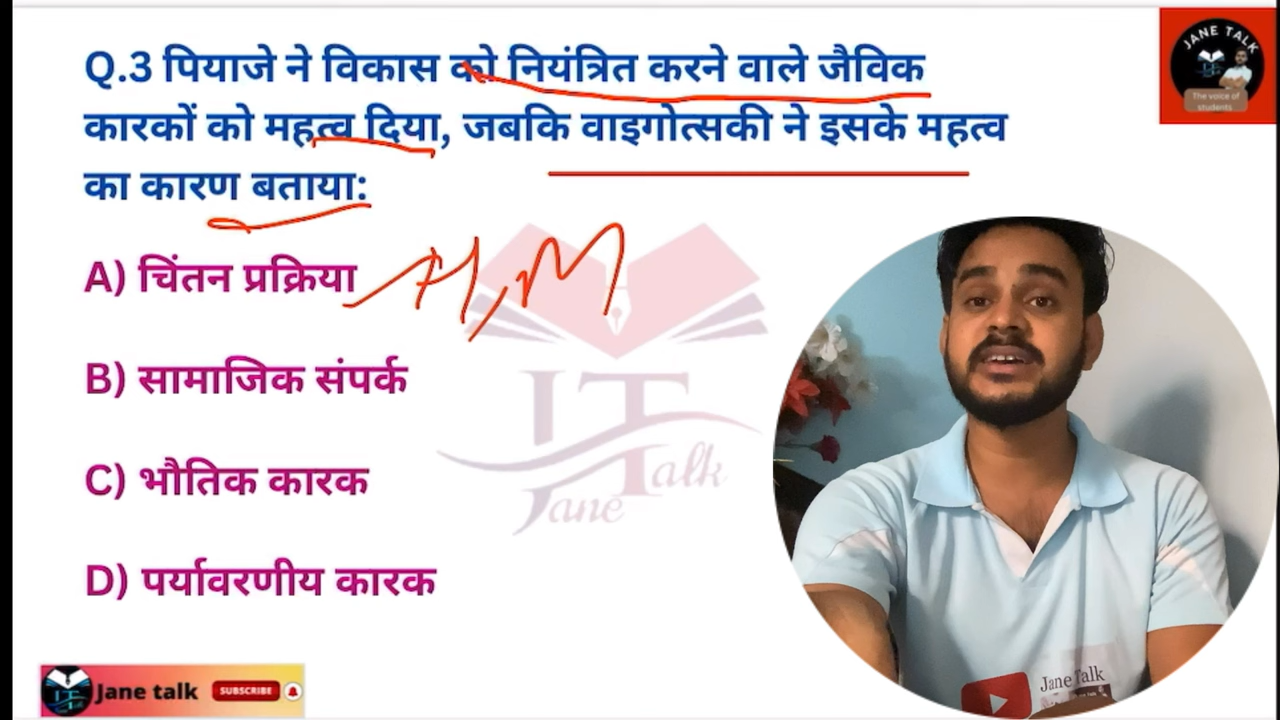 Q.3 पियाजे ने विकास को नियंत्रित करने वाले जैविक
कारकों को महत्व दिया, जबकि वाइगोत्सकी ने इसके महत्व
का कारण बताया:
A) चिंतन प्रक्रिया
H, M
B) सामाजिक संपर्क
C) भौतिक कारक
D) पर्यावरणीय कारक
JANE TALK
The voice of
students
JT
Jane Talk
Jane Talk
Jane talk
SUBSCRIBE